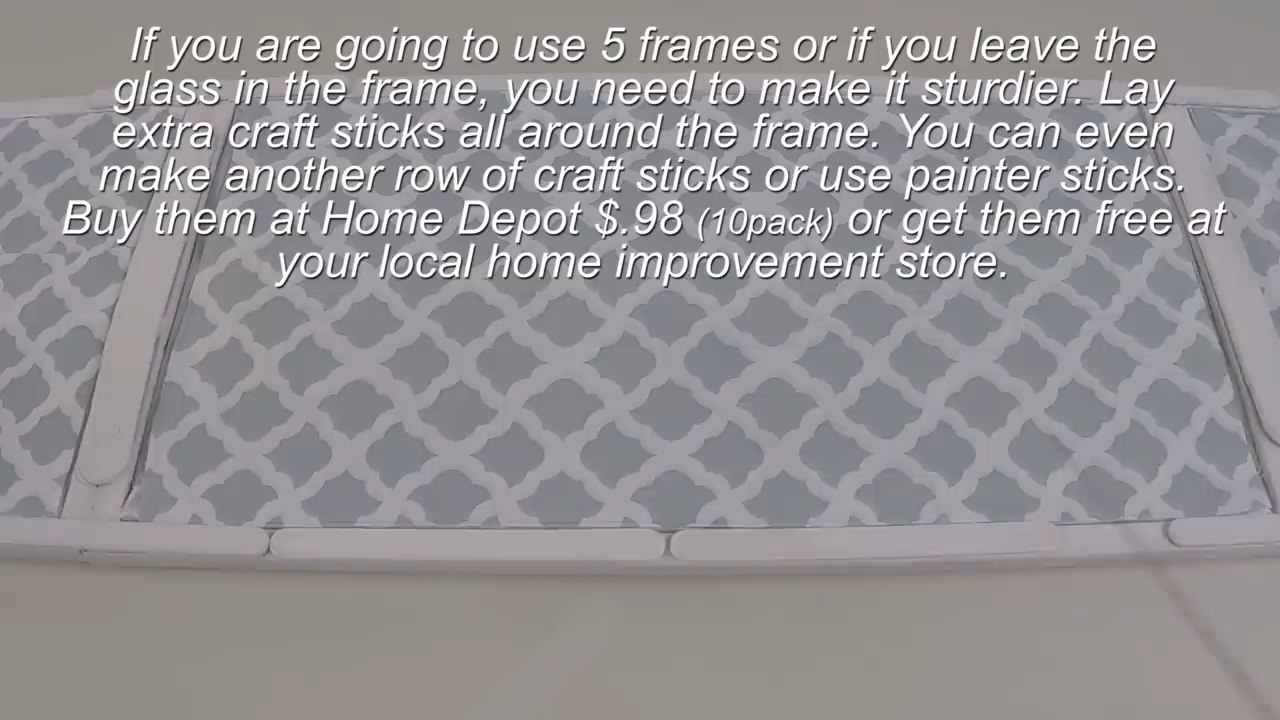 If you are going to use 5 frames or if you leave the
glass in the frame, you need to make it sturdier. Lay
extra craft sticks all around the frame. You can even
make another row of craft sticks or use painter sticks.
Buy them at Home Depot $.98 (10pack) or get them free at
your local home improvement store.